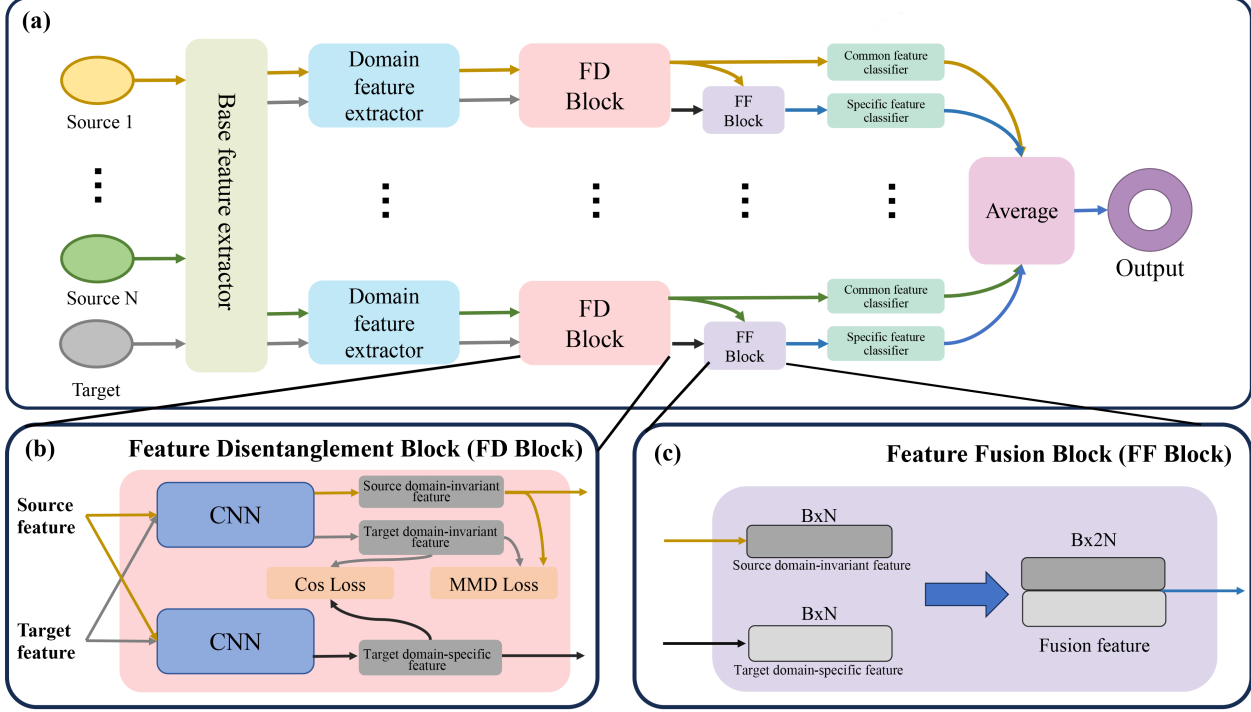 (a)
Source 1
Source N
Target
Base feature extractor
Domain
feature
extractor
FD
Block
FF
Block
Common feature
classifier
Specific feature
classifier
Average
Output
Domain
feature
extractor
FD
Block
FF
Block
Common feature
classifier
Specific feature
classifier
(b)
Feature Disentanglement Block (FD Block)
Source
feature
Target
feature
CNN
CNN
Source domain-invariant
feature
Target domain-invariant
feature
Cos Loss
MMD Loss
Target domain-specific
feature
(c)
Feature Fusion Block (FF Block)
BxN
Source domain-invariant feature
BxN
Target domain-specific feature
Bx2N
Fusion feature